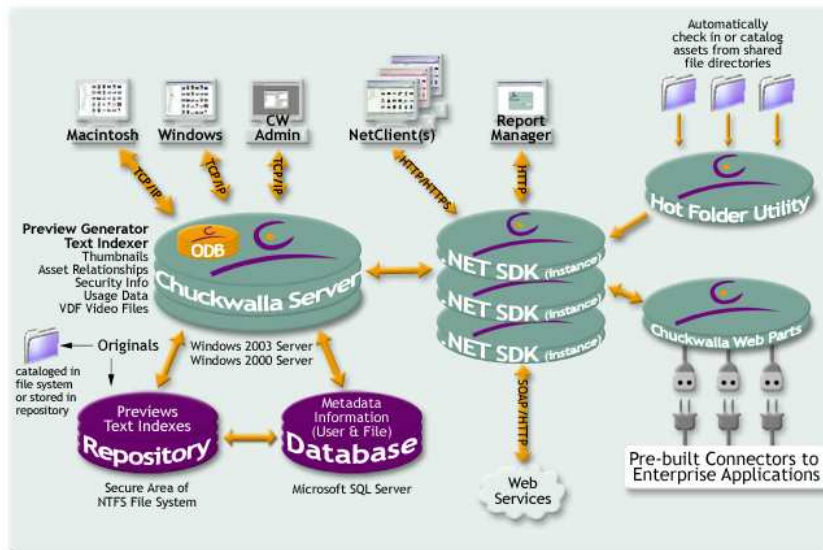 Automatically
check in or catalog
assets from shared
file directories
Macintosh
Windows
CW
Admin
NetClient(s)
Report
Manager
TCP/IP
TCP/IP
TCP/IP
HTTP/HTTPS
HTTP
Hot Folder Utility
Preview Generator
Text Indexer
Thumbnails
Asset Relationships
Security Info
Usage Data
VDF Video Files
ODB
Chuckwalla Server
.NET SDK (instance)
.NET SDK (instance)
.NET SDK (instance)
Chuckwalla Web Parts
Originals
Windows 2003 Server
Windows 2000 Server
cataloged in
file system
or stored in
repository
Previews
Text Indexes
Repository
Metadata
Information
(User & File)
Database
SOAP/HTTP
Secure Area of
NTFS File System
Microsoft SQL Server
Web
Services
Pre-built Connectors to
Enterprise Applications